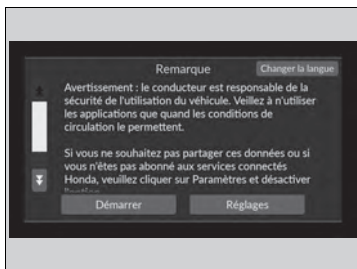 Remarque
Changer la langue
Avertissement : le conducteur est responsable de la
sécurité de l'utilisation du véhicule. Veillez à n'utiliser
les applications que quand les conditions de
circulation le permettent.
Si vous ne souhaitez pas partager ces données ou si
vous n'êtes pas abonné aux services connectés
Honda, veuillez cliquer sur Paramètres et désactiver
Démarrer
Réglages